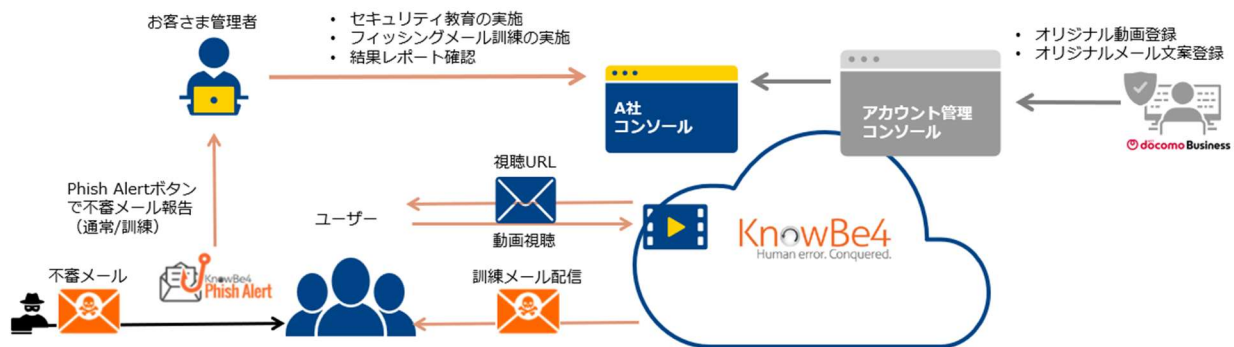 お客さま管理者
• セキュリティ教育の実施
• フィッシングメール訓練の実施
• 結果レポート確認
• オリジナル動画登録
• オリジナルメール文案登録
A社
コンソール
アカウント管理
コンソール
döcomo Business
視聴URL
Phish Alertボタン
で不審メール報告
（通常/訓練）
ユーザー
動画視聴
KnowBe4
Human error. Conquered.
不審メール
KnowBe4
Phish Alert
訓練メール配信